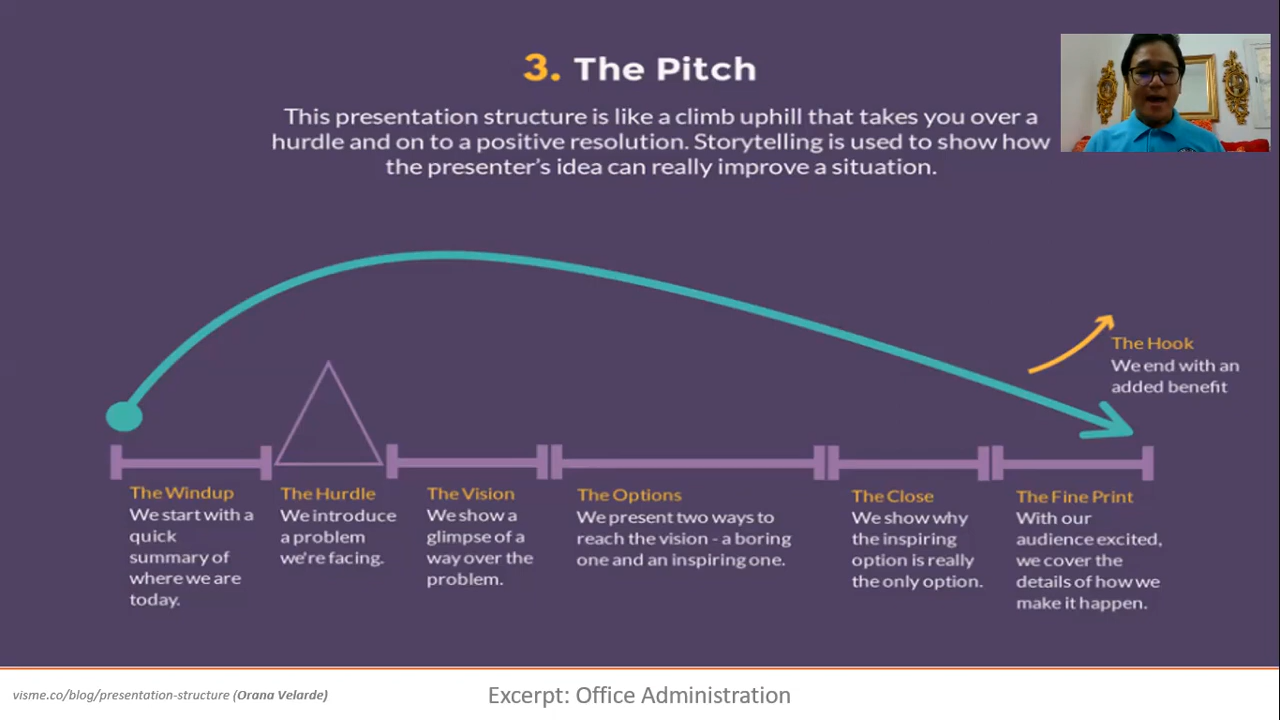 3. The Pitch
This presentation structure is like a climb uphill that takes you over a
hurdle and on to a positive resolution. Storytelling is used to show how
the presenter's idea can really improve a situation.
The Hook
We end with an
added benefit
The Windup
We start with a
quick
summary of
where we are
today.
The Hurdle
We introduce
a problem
we're facing.
The Vision
We show a
glimpse of a
way over the
problem.
The Options
We present two ways to
reach the vision - a boring
one and an inspiring one.
The Close
We show why
the inspiring
option is really
the only option.
The Fine Print
With our
audience excited,
we cover the
details of how we
make it happen.
visme.co/blog/presentation-structure (Orana Velarde)
Excerpt: Office Administration